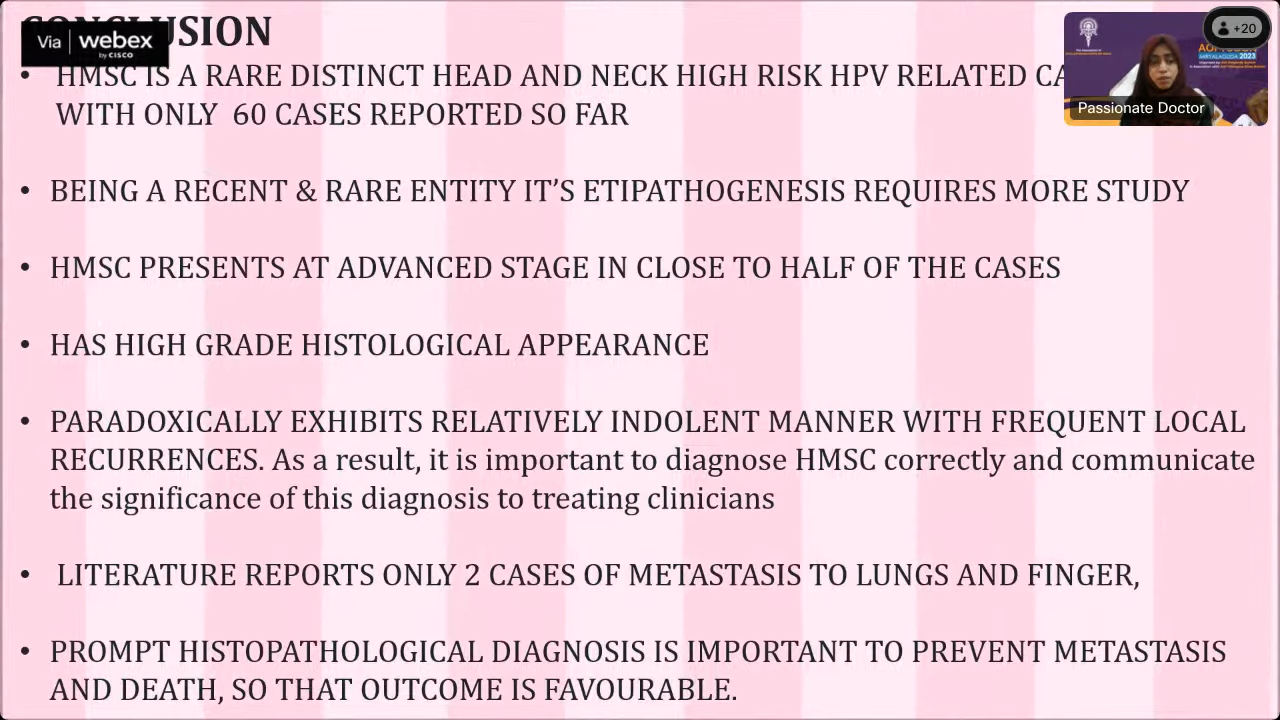 CONCLUSION
Via webex
by CISCO
• HMSC IS A RARE DISTINCT HEAD AND NECK HIGH RISK HPV RELATED
WITH ONLY 60 CASES REPORTED SO FAR
• BEING A RECENT & RARE ENTITY IT'S ETIPATHOGENESIS REQUIRES MORE STUDY
• HMSC PRESENTS AT ADVANCED STAGE IN CLOSE TO HALF OF THE CASES
• HAS HIGH GRADE HISTOLOGICAL APPEARANCE
• PARADOXICALLY EXHIBITS RELATIVELY INDOLENT MANNER WITH FREQUENT LOCAL
RECURRENCES. As a result, it is important to diagnose HMSC correctly and communicate
the significance of this diagnosis to treating clinicians
• LITERATURE REPORTS ONLY 2 CASES OF METASTASIS TO LUNGS AND FINGER,
• PROMPT HISTOPATHOLOGICAL DIAGNOSIS IS IMPORTANT TO PREVENT METASTASIS
AND DEATH, SO THAT OUTCOME IS FAVOURABLE.
+20
2023
Passionate Doctor